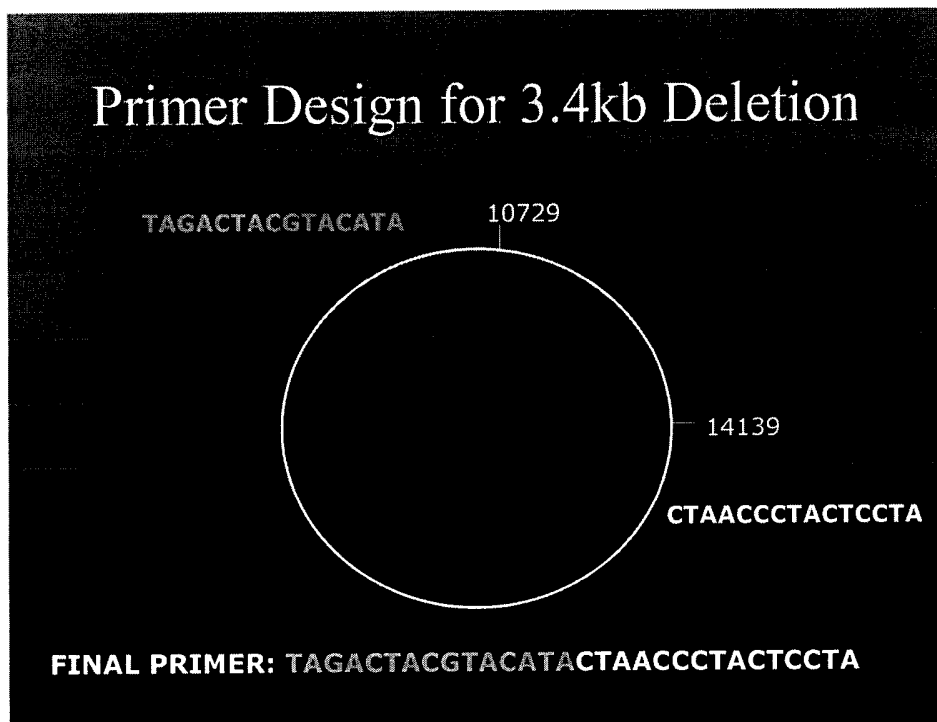 Primer Design for 3.4kb Deletion
TAGACTACGTACATA
10729
14139
CTAACCCTACTCCTA
FINAL PRIMER: TAGACTACGTACATACTAACCCTACTCCTA